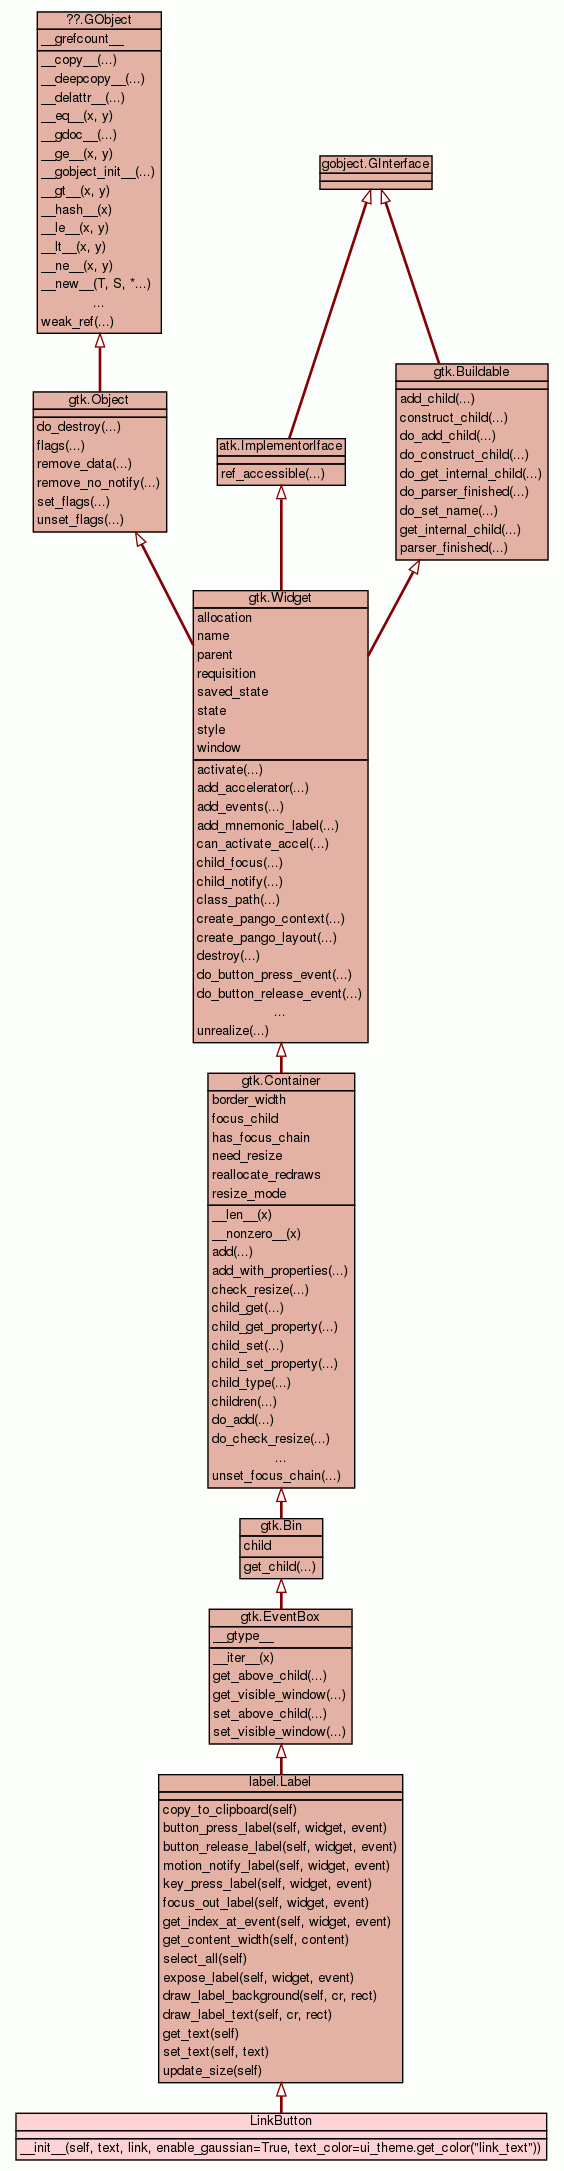 ??.GObject
__grefcount__
__copy__(...)
__deepcopy__(...)
__delattr__(...)
__eq__(x, y)
__gdoc__(...)
__ge__(x, y)
__gobject_init__(...)
__gt__(x, y)
__hash__(x)
__le__(x, y)
__lt__(x, y)
__ne__(x, y)
__new__(T, S, *...)
...
weak_ref(...)
gobject.GInterface
gtk.Object
do_destroy(...)
flags(...)
remove_data(...)
remove_no_notify(...)
set_flags(...)
unset_flags(...)
atk.ImplementorIface
ref_accessible(...)
gtk.Buildable
add_child(...)
construct_child(...)
do_add_child(...)
do_construct_child(...)
do_get_internal_child(...)
do_parser_finished(...)
do_set_name(...)
get_internal_child(...)
parser_finished(...)
gtk.Widget
allocation
name
parent
requisition
saved_state
state
style
window
activate(...)
add_accelerator(...)
add_events(...)
add_mnemonic_label(...)
can_activate_accel(...)
child_focus(...)
child_notify(...)
class_path(...)
create_pango_context(...)
create_pango_layout(...)
destroy(...)
do_button_press_event(...)
do_button_release_event(...)
...
unrealize(...)
gtk.Container
border_width
focus_child
has_focus_chain
need_resize
reallocate_redraws
resize_mode
__len__(x)
__nonzero__(x)
add(...)
add_with_properties(...)
check_resize(...)
child_get(...)
child_get_property(...)
child_set(...)
child_set_property(...)
child_type(...)
children(...)
do_add(...)
do_check_resize(...)
...
unset_focus_chain(...)
gtk.Bin
child
get_child(...)
gtk.EventBox
__gtype__
__iter__(x)
get_above_child(...)
get_visible_window(...)
set_above_child(...)
set_visible_window(...)
label.Label
copy_to_clipboard(self)
button_press_label(self, widget, event)
button_release_label(self, widget, event)
motion_notify_label(self, widget, event)
key_press_label(self, widget, event)
focus_out_label(self, widget, event)
get_index_at_event(self, widget, event)
get_content_width(self, content)
select_all(self)
expose_label(self, widget, event)
draw_label_background(self, cr, rect)
draw_label_text(self, cr, rect)
get_text(self)
set_text(self, text)
update_size(self)
LinkButton
__init__(self, text, link, enable_gaussian=True, text_color=ui_theme.get_color("link_text"))